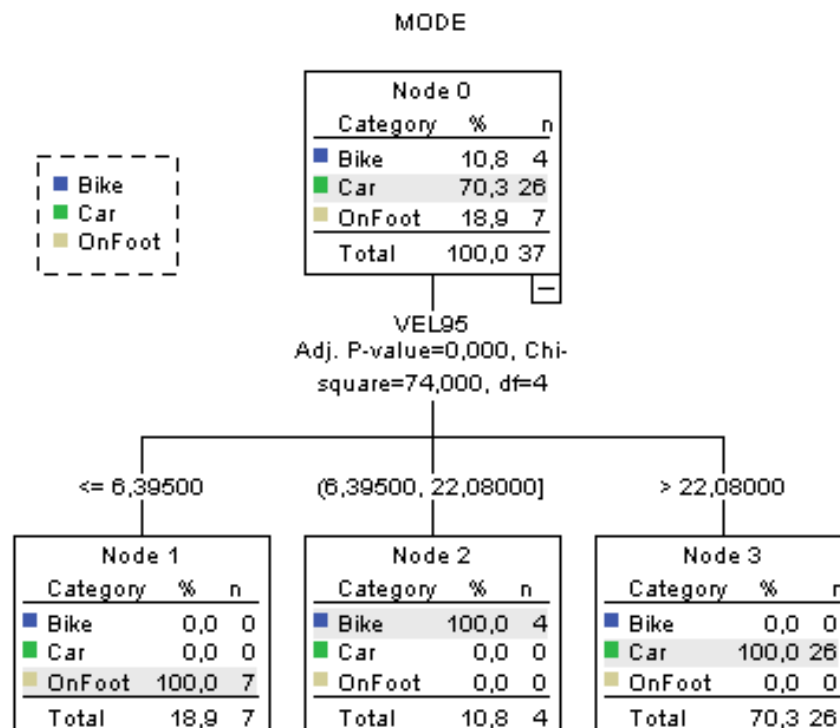 MODE
Node 0
Category % n
Bike 10,8 4
Car 70,3 26
OnFoot 18,9 7
Total 100,0 37
Bike
Car
OnFoot
VEL95
Adj. P-value=0,000, Chi-
square=74,000, df=4
<= 6,39500
(6,39500, 22,08000]
> 22,08000
Node 1
Category % n
Bike 0,0 0
Car 0,0 0
OnFoot 100,0 7
Total 18,9 7
Node 2
Category % n
Bike 100,0 4
Car 0,0 0
OnFoot 0,0 0
Total 10,8 4
Node 3
Category % n
Bike 0,0 0
Car 100,0 26
OnFoot 0,0 0
Total 70,3 26